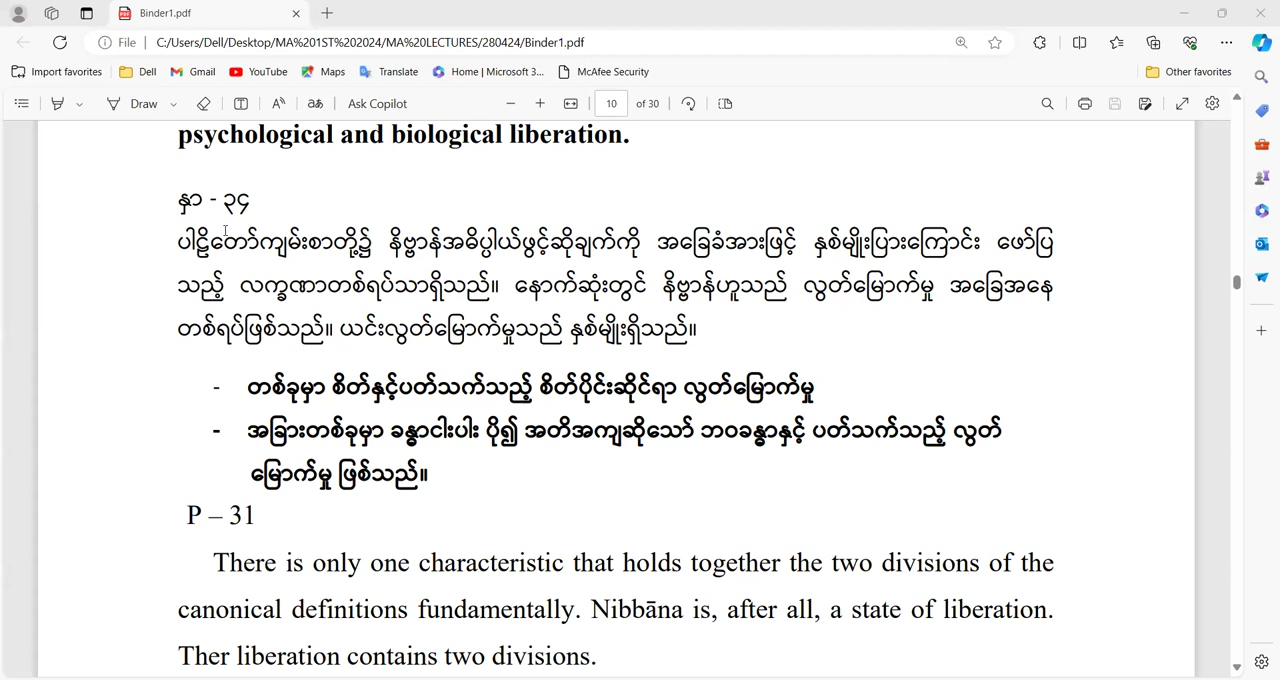 Binder1.pdf
File
C:/Users/Dell/Desktop/MA%201ST%202024/MA%20LECTURES/280424/Binder1.pdf
Import favorites Dell Gmail YouTube Maps Translate Home | Microsoft 3... McAfee Security Other favorites
Draw Ask Copilot 10 of 30
psychological and biological liberation.
နှာ - ၃၄
ပါဠိတော်ကျမ်းစာတို့၌ နိဗ္ဗာန်အဓိပ္ပါယ်ဖွင့်ဆိုချက်ကို အခြေခံအားဖြင့် နှစ်မျိုးပြားကြောင်း ဖော်ပြ
သည့် လက္ခဏာတစ်ရပ်သာရှိသည်။ နောက်ဆုံးတွင် နိဗ္ဗာန်ဟူသည် လွတ်မြောက်မှု အခြေအနေ
တစ်ရပ်ဖြစ်သည်။ ယင်းလွတ်မြောက်မှုသည် နှစ်မျိုးရှိသည်။
- တစ်ခုမှာ စိတ်နှင့်ပတ်သက်သည့် စိတ်ပိုင်းဆိုင်ရာ လွတ်မြောက်မှု
- အခြားတစ်ခုမှာ ခန္ဓာငါးပါး ပို၍ အတိအကျဆိုသော် ဘဝခန္ဓာနှင့် ပတ်သက်သည့် လွတ်
မြောက်မှု ဖြစ်သည်။
P – 31
There is only one characteristic that holds together the two divisions of the
canonical definitions fundamentally. Nibbāna is, after all, a state of liberation.
Ther liberation contains two divisions.